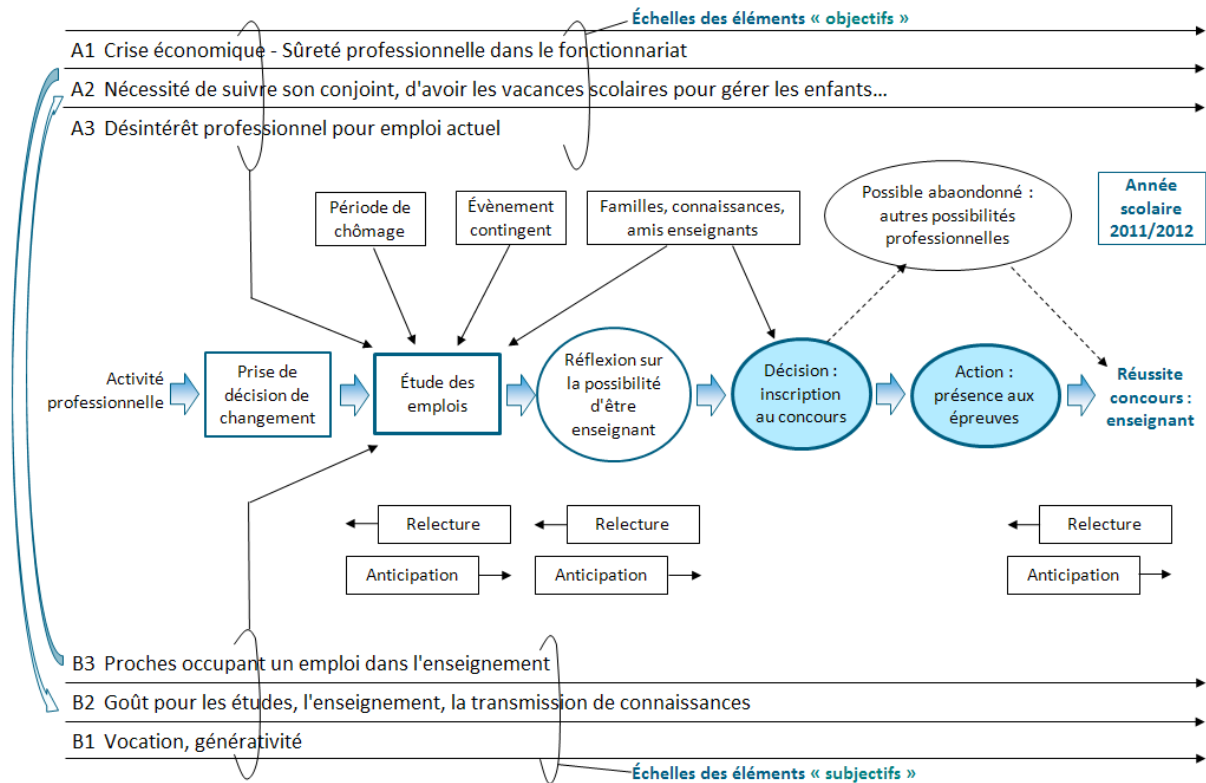 Échelles des éléments « objectifs »
A1 Crise économique - Sûreté professionnelle dans le fonctionnariat
A2 Nécessité de suivre son conjoint, d'avoir les vacances scolaires pour gérer les enfants...
A3 Désintérêt professionnel pour emploi actuel
Période de
chômage
Évènement
contingent
Familles, connaissances,
amis enseignants
Possible abaondonné :
autres possibilités
professionnelles
Année
scolaire
2011/2012
Activité
professionnelle
Prise de
décision de
changement
Étude des
emplois
Réflexion sur
la possibilité
d'être
enseignant
Décision :
inscription
au concours
Action :
présence aux
épreuves
Réussite
concours :
enseignant
Relecture
Relecture
Relecture
Anticipation
Anticipation
Anticipation
B3 Proches occupant un emploi dans l'enseignement
B2 Goût pour les études, l'enseignement, la transmission de connaissances
B1 Vocation, générativité
Échelles des éléments « subjectifs »